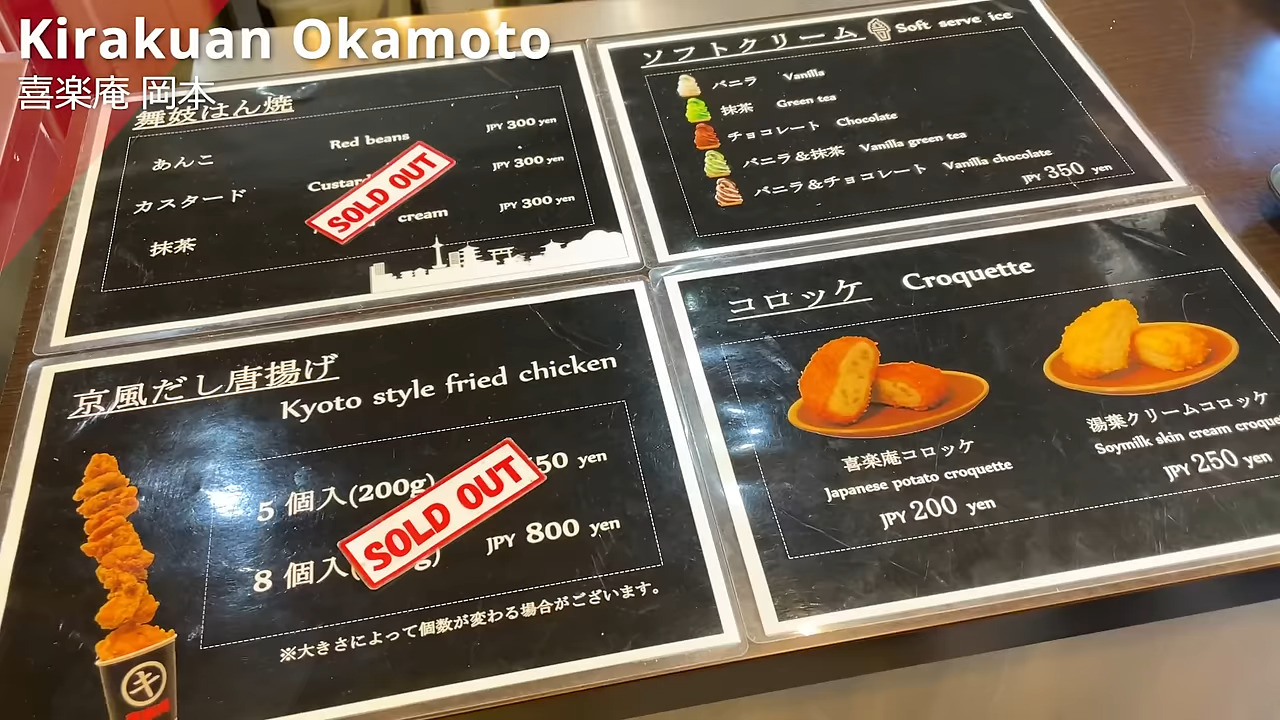 Kirakuan Okamoto
喜楽庵 岡本
舞妓はん焼
あんこ Red beans JPY 300 yen
カスタード JPY 300 yen
抹茶 cream JPY 300 yen
SOLD OUT
ソフトクリーム Soft serve ice
バニラ Vanilla
抹茶 Green tea
チョコレート Chocolate
バニラ&抹茶 Vanilla green tea
バニラ&チョコレート Vanilla chocolate
JPY 350 yen
京風だし唐揚げ
Kyoto style fried chicken
5 個入(200g) 50 yen
8 個入( g) JPY 800 yen
SOLD OUT
※大きさによって個数が変わる場合がございます。
キ
コロッケ Croquette
喜楽庵コロッケ
Japanese potato croquette
JPY 200 yen
湯葉クリームコロッケ
Soymilk skin cream
JPY 250 yen